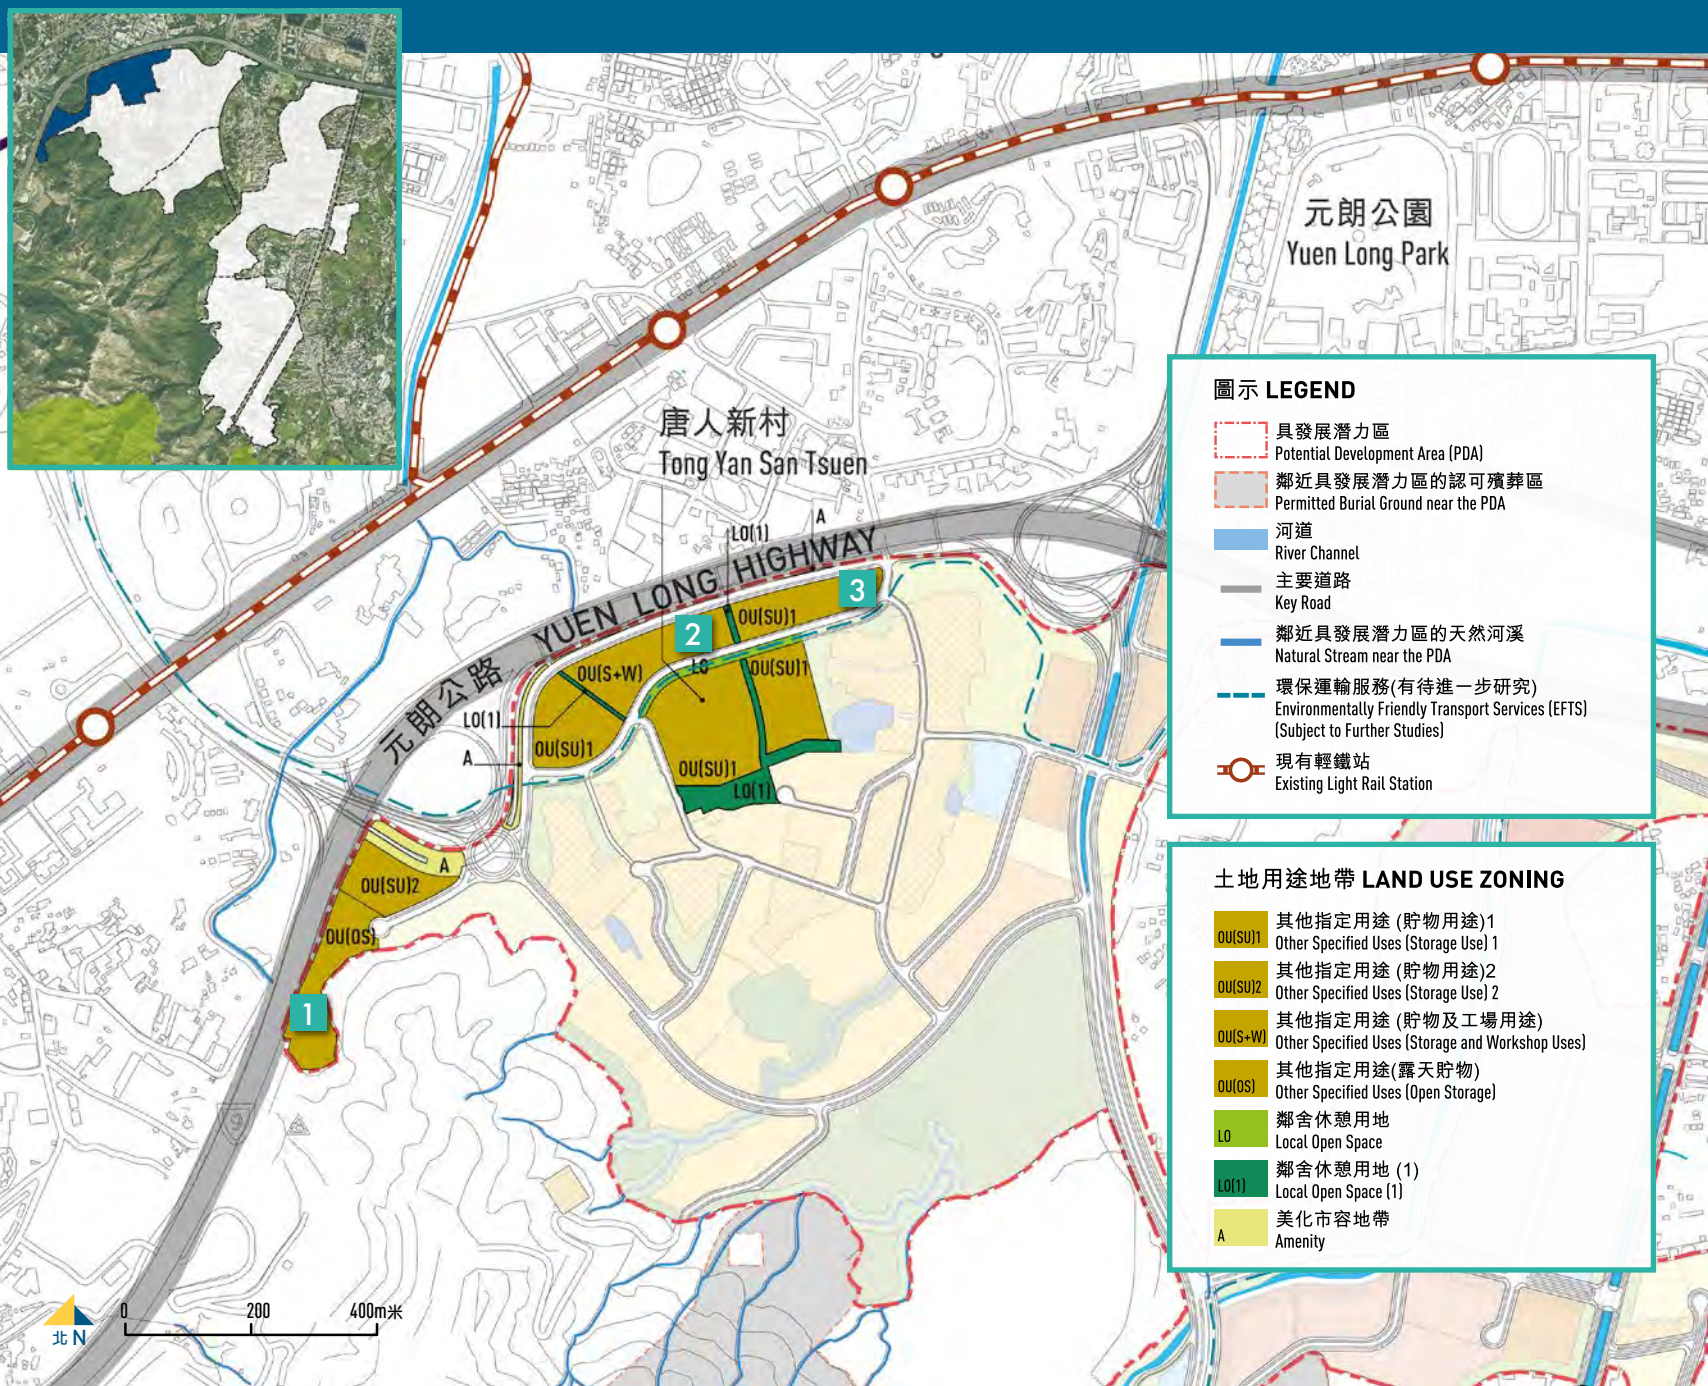 元朗公園
Yuen Long Park
唐人新村
Tong Yan San Tsuen
元朗公路 YUEN LONG HIGHWAY
A
LO(1)
3
2
OU(SU)1
OU(S+W)
LO
OU(SU)1
LO(1)
A
OU(SU)1
OU(SU)1
LO(1)
A
OU(SU)2
OU(OS)
1
0 200 400m米
北 N
圖示 LEGEND
具發展潛力區
Potential Development Area (PDA)
鄰近具發展潛力區的認可殯葬區
Permitted Burial Ground near the PDA
河道
River Channel
主要道路
Key Road
鄰近具發展潛力區的天然河溪
Natural Stream near the PDA
環保運輸服務(有待進一步研究)
Environmentally Friendly Transport Services (EFTS)
(Subject to Further Studies)
現有輕鐵站
Existing Light Rail Station
土地用途地帶 LAND USE ZONING
OU(SU)1 其他指定用途 (貯物用途)1
Other Specified Uses (Storage Use) 1
OU(SU)2 其他指定用途 (貯物用途)2
Other Specified Uses (Storage Use) 2
OU(S+W) 其他指定用途 (貯物及工場用途)
Other Specified Uses (Storage and Workshop Uses)
OU(OS) 其他指定用途(露天貯物)
Other Specified Uses (Open Storage)
LO 鄰舍休憩用地
Local Open Space
LO(1) 鄰舍休憩用地 (1)
Local Open Space (1)
A 美化市容地帶
Amenity